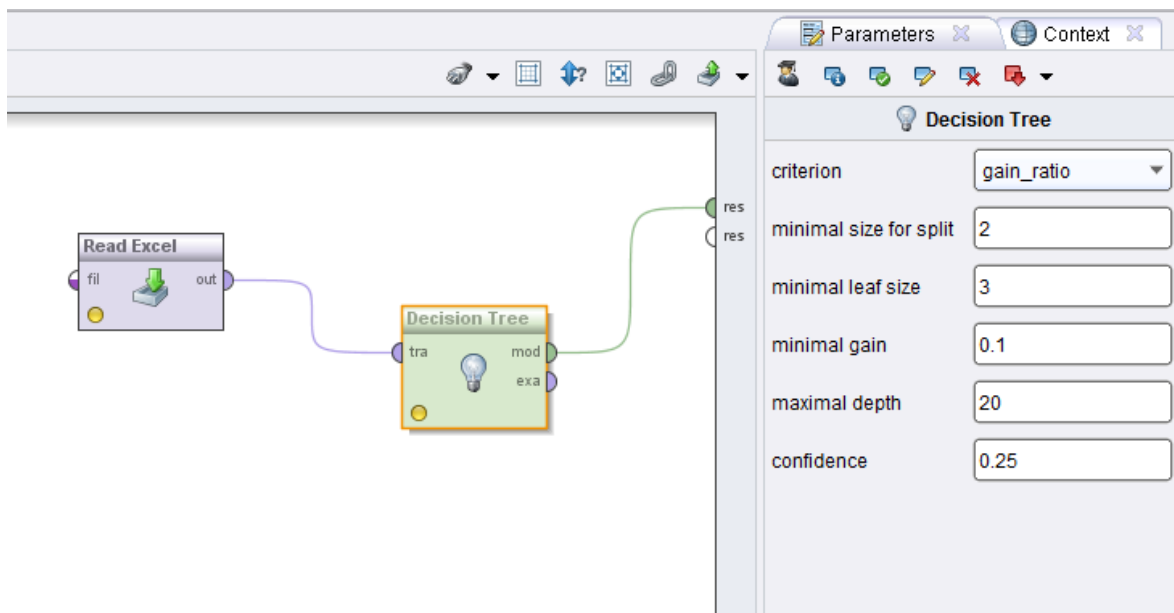 Parameters
Context
Decision Tree
criterion
gain_ratio
minimal size for split
2
minimal leaf size
3
minimal gain
0.1
maximal depth
20
confidence
0.25
res
res
Read Excel
fil
out
Decision Tree
tra
mod
exa